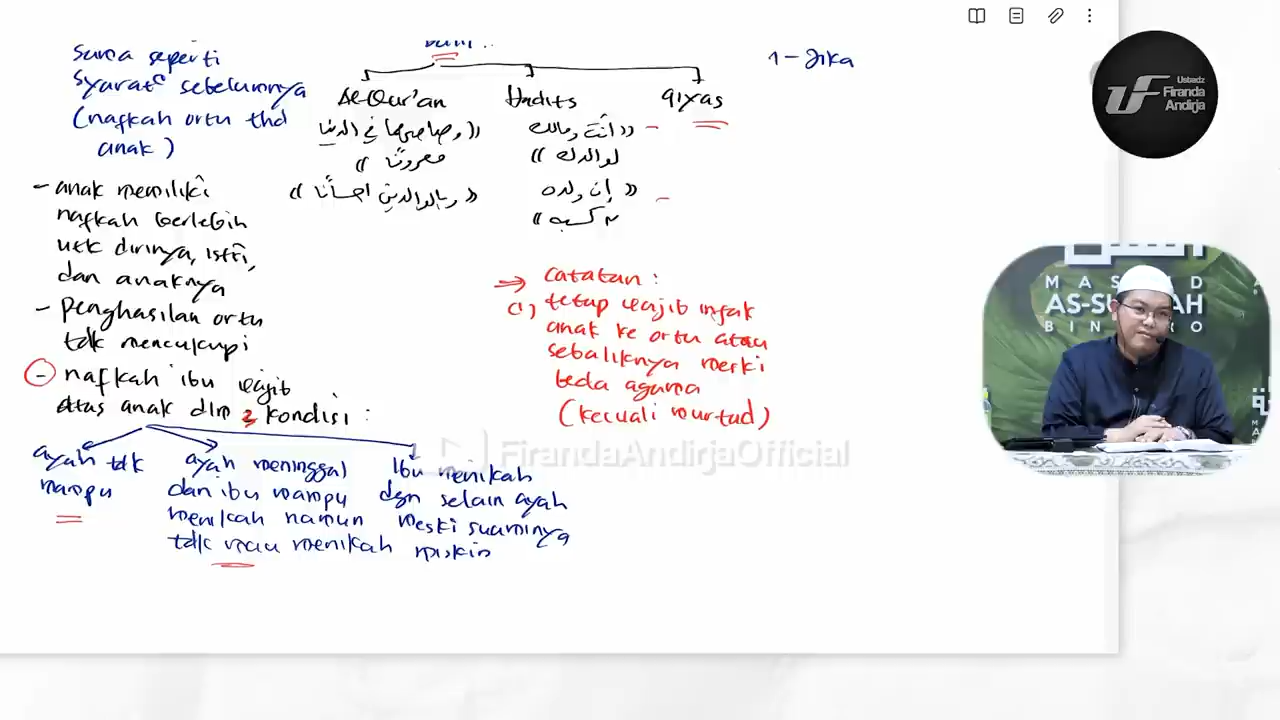 sama seperti
syarat² sebelumnya
(nafkah ortu thd
anak)
- anak memiliki
nafkah berlebih
utk dirinya, istri,
dan anaknya
- penghasilan ortu
tdk mencukupi
- nafkah ibu wajib
atas anak dlm 3 kondisi :
ayah tdk
mampu
ayah meninggal
dan ibu mampu
menikah namun
tdk mau menikah
Ibu menikah
dgn selain ayah
meski suaminya
miskin
Dalil :
Al-Qur'an
((وصاحبهما في الدنيا
معروفًا))
((وبالوالدين احسانًا))
Hadits
- ((أنت ومالك
لوالدك))
- ((إن ولده
من كسبه))
qiyas
→ catatan :
1) tetap wajib infak
anak ke ortu atau
sebaliknya meski
beda agama
(kecuali murtad)
1- Jika
UF Ustadz
Firanda
Andirja
MASJID
AS-SUNNAH
BINTARO
FirandaAndirjaOfficial